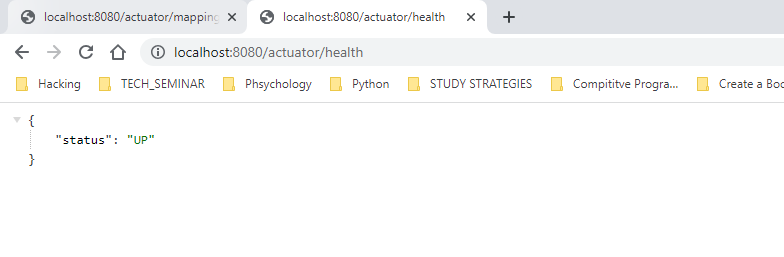 localhost:8080/actuator/mapping
localhost:8080/actuator/health
localhost:8080/actuator/health
Hacking TECH_SEMINAR Phsychology Python STUDY STRATEGIES Compititve Progra... Create a Boo
{
"status": "UP"
}